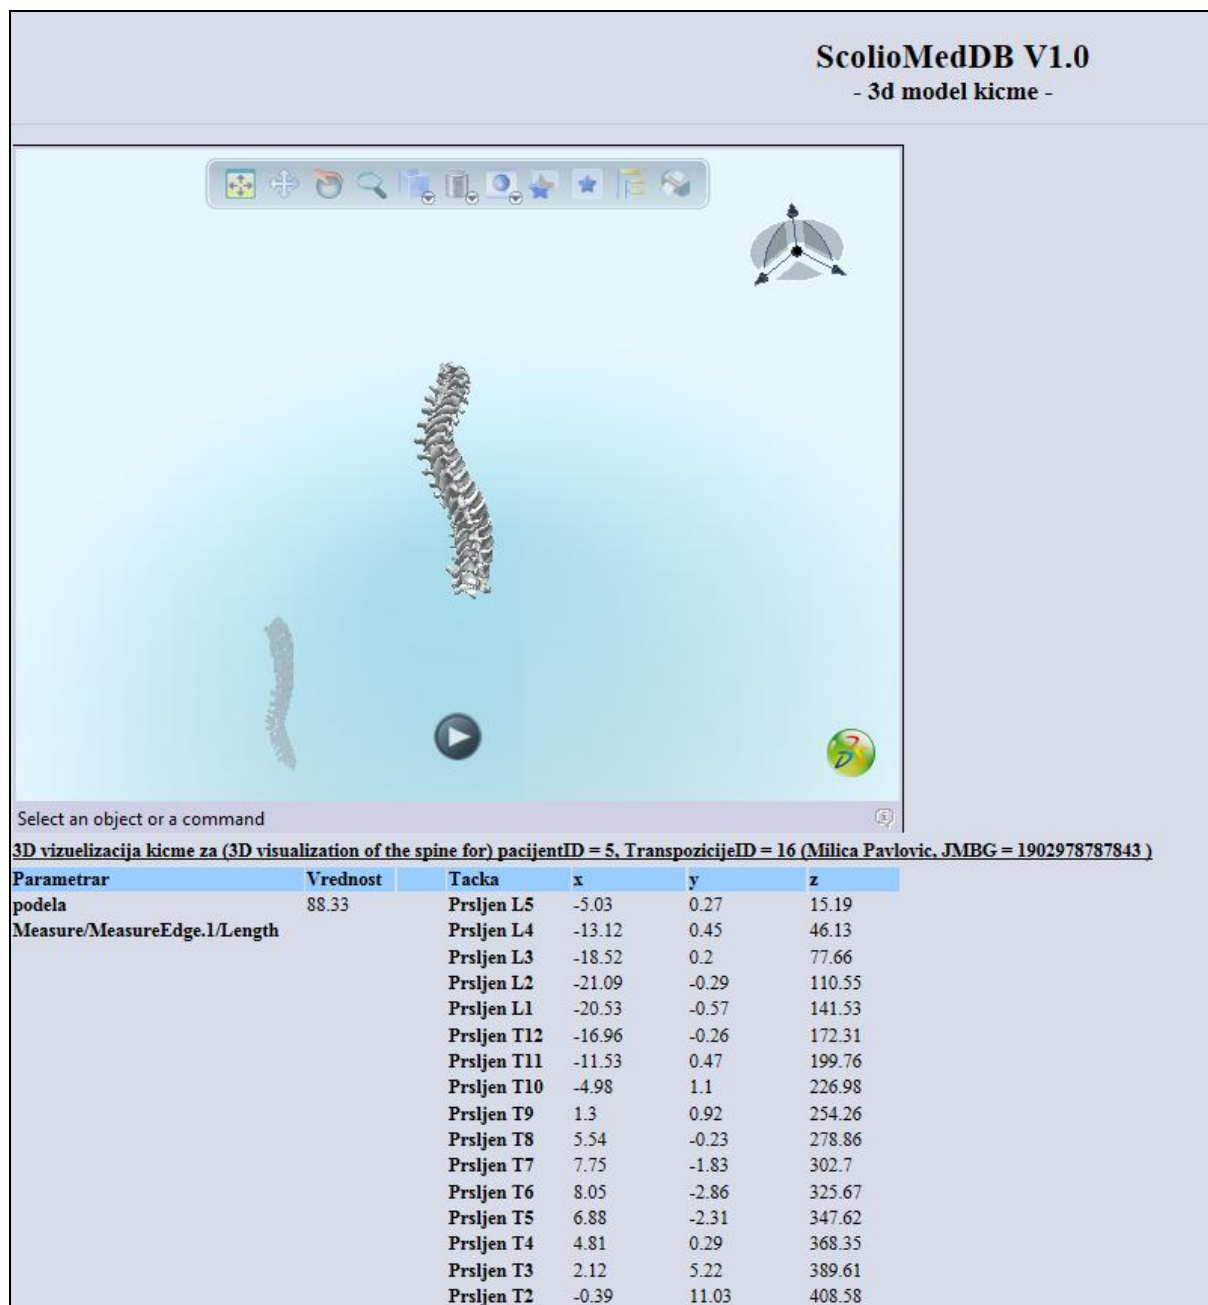 ScolioMedDB V1.0
- 3d model kicme -
Select an object or a command
3D vizuelizacija kicme za (3D visualization of the spine for) pacijentID = 5, TranspozicijeID = 16 (Milica Pavlovic, JMBG = 1902978787843 )
Parametrar Vrednost Tacka x y z
podela 88.33 Prsljen L5 -5.03 0.27 15.19
Measure/MeasureEdge.1/Length Prsljen L4 -13.12 0.45 46.13
Prsljen L3 -18.52 0.2 77.66
Prsljen L2 -21.09 -0.29 110.55
Prsljen L1 -20.53 -0.57 141.53
Prsljen T12 -16.96 -0.26 172.31
Prsljen T11 -11.53 0.47 199.76
Prsljen T10 -4.98 1.1 226.98
Prsljen T9 1.3 0.92 254.26
Prsljen T8 5.54 -0.23 278.86
Prsljen T7 7.75 -1.83 302.7
Prsljen T6 8.05 -2.86 325.67
Prsljen T5 6.88 -2.31 347.62
Prsljen T4 4.81 0.29 368.35
Prsljen T3 2.12 5.22 389.61
Prsljen T2 -0.39 11.03 408.58